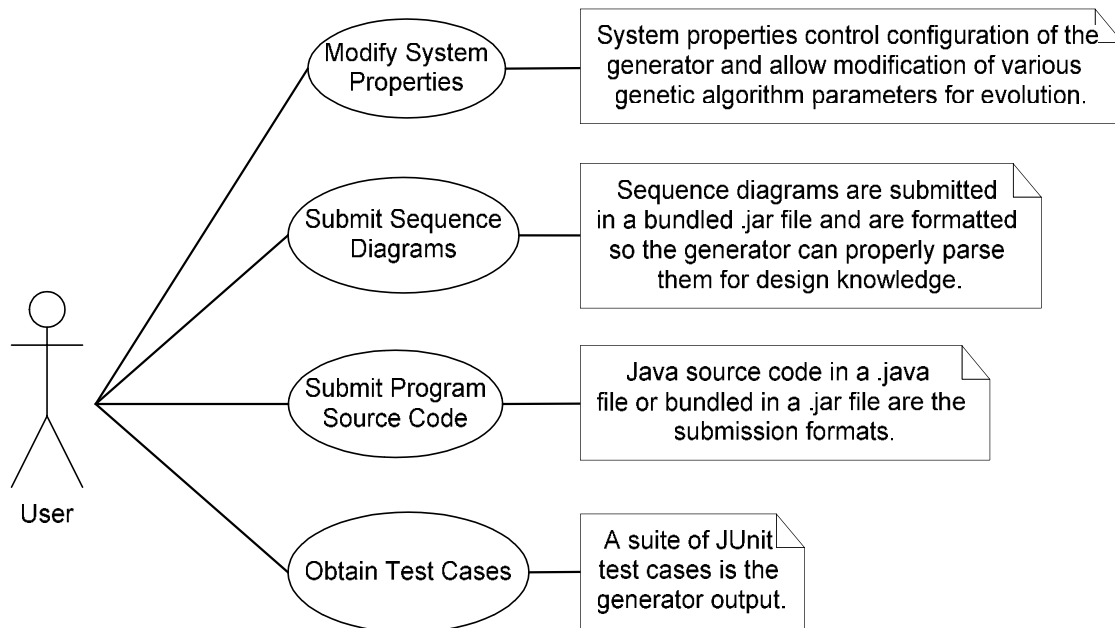 Modify System
Properties
System properties control configuration of the
generator and allow modification of various
genetic algorithm parameters for evolution.
Submit Sequence
Diagrams
Sequence diagrams are submitted
in a bundled .jar file and are formatted
so the generator can properly parse
them for design knowledge.
Submit Program
Source Code
Java source code in a .java
file or bundled in a .jar file are the
submission formats.
User
Obtain Test Cases
A suite of JUnit
test cases is the
generator output.